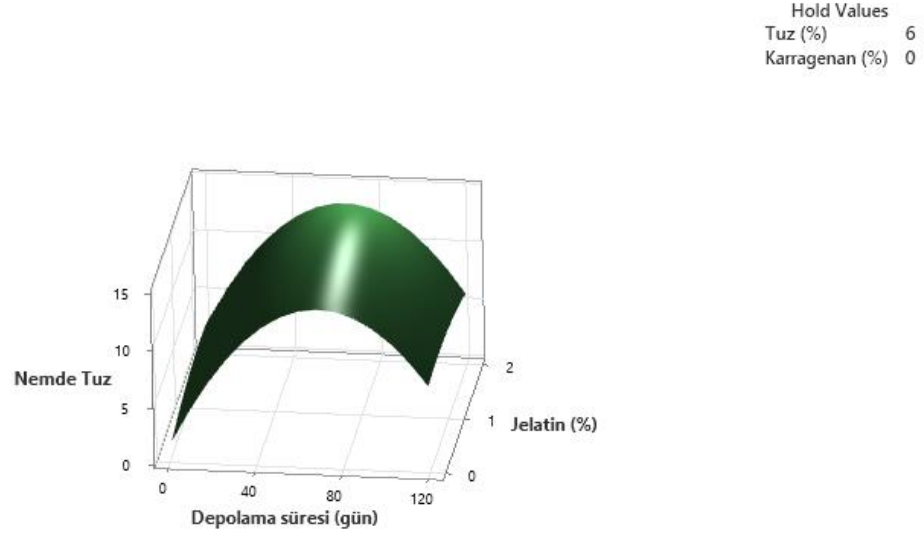 Hold Values
Tuz (%) 6
Karragenan (%) 0
15
10
5
0
Nemde Tuz
0
40
80
120
Depolama süresi (gün)
2
1
0
Jelatin (%)